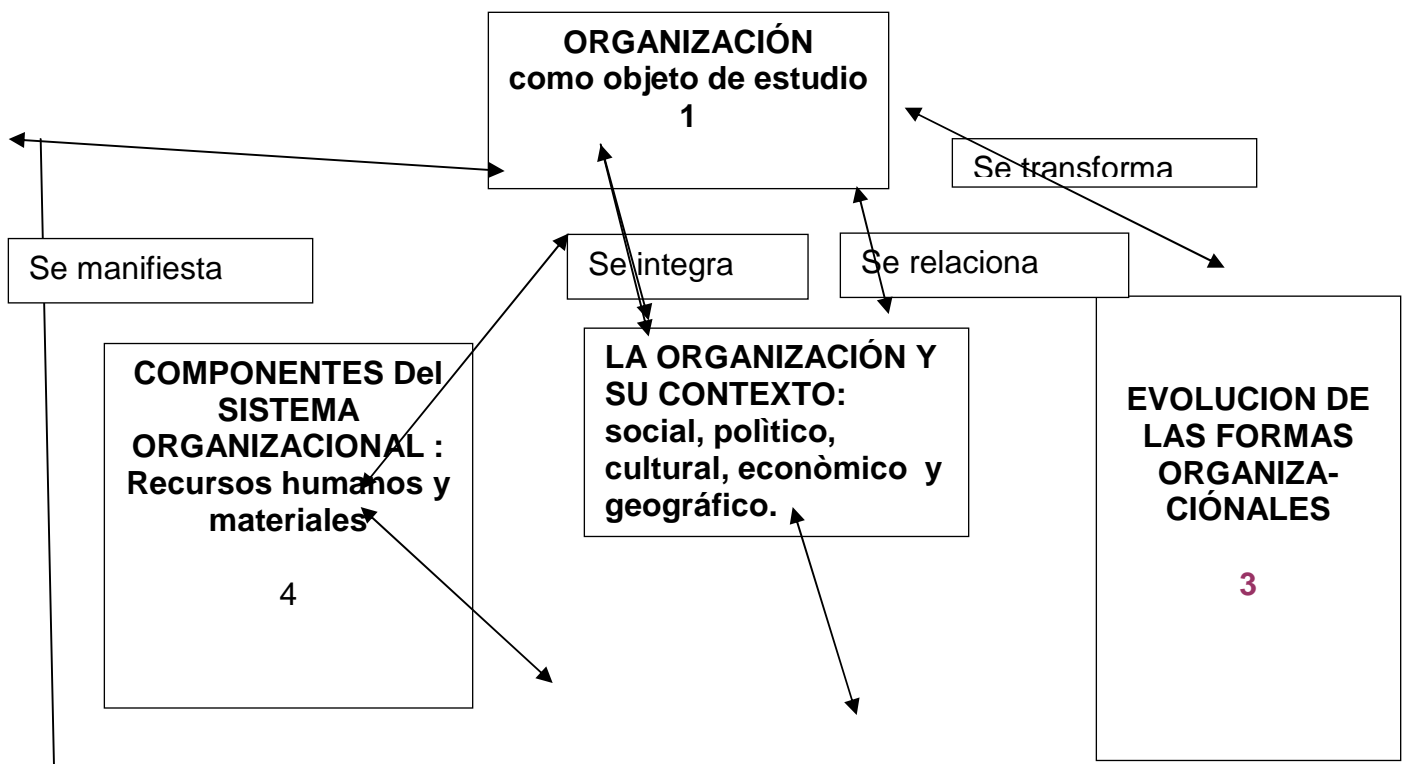 ORGANIZACIÓN
como objeto de estudio
1
Se transforma
Se manifiesta
Se integra
Se relaciona
COMPONENTES Del
SISTEMA
ORGANIZACIONAL :
Recursos humanos y
materiales
4
LA ORGANIZACIÓN Y
SU CONTEXTO:
social, polìtico,
cultural, econòmico y
geográfico.
EVOLUCION DE
LAS FORMAS
ORGANIZA-
CIÓNALES
3